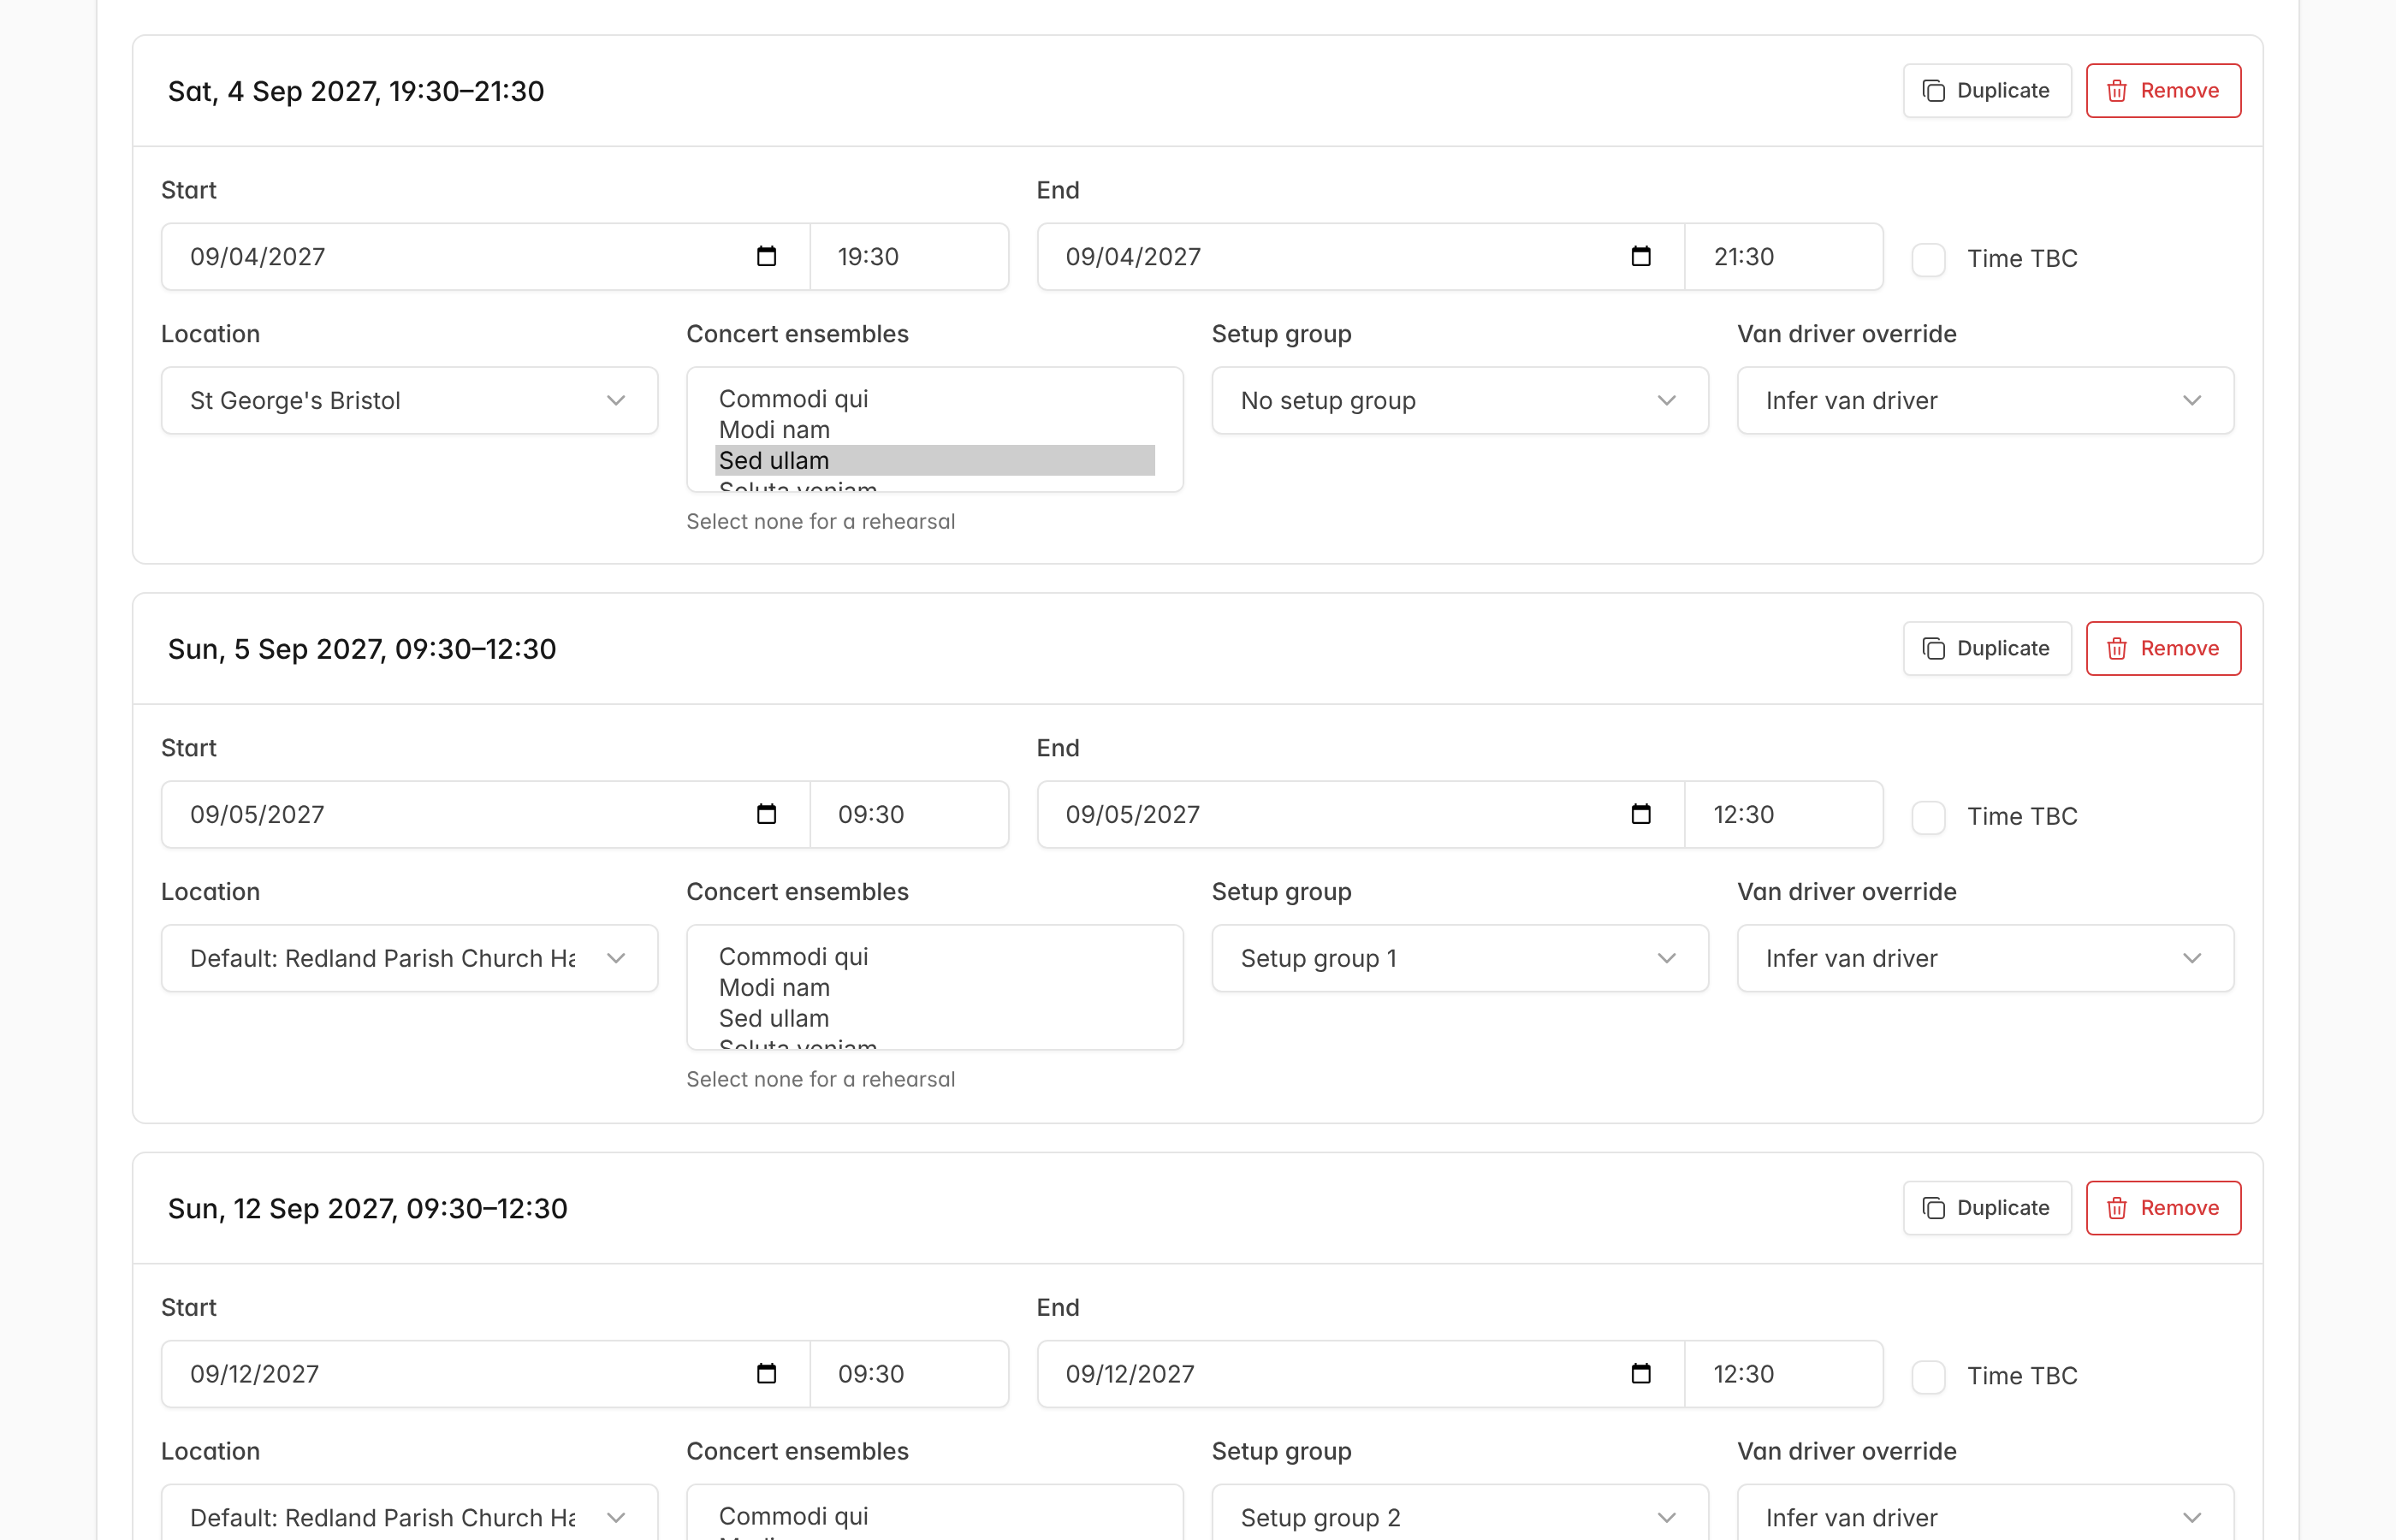 Sat, 4 Sep 2027, 19:30–21:30
Duplicate
Remove
Start
End
09/04/2027
19:30
09/04/2027
21:30
Time TBC
Location
Concert ensembles
Setup group
Van driver override
St George's Bristol
Commodi qui
Modi nam
Sed ullam
Soluta veniam
No setup group
Infer van driver
Select none for a rehearsal
Sun, 5 Sep 2027, 09:30–12:30
Duplicate
Remove
Start
End
09/05/2027
09:30
09/05/2027
12:30
Time TBC
Location
Concert ensembles
Setup group
Van driver override
Default: Redland Parish Church Ha
Commodi qui
Modi nam
Sed ullam
Soluta veniam
Setup group 1
Infer van driver
Select none for a rehearsal
Sun, 12 Sep 2027, 09:30–12:30
Duplicate
Remove
Start
End
09/12/2027
09:30
09/12/2027
12:30
Time TBC
Location
Concert ensembles
Setup group
Van driver override
Default: Redland Parish Church Ha
Commodi qui
Setup group 2
Infer van driver